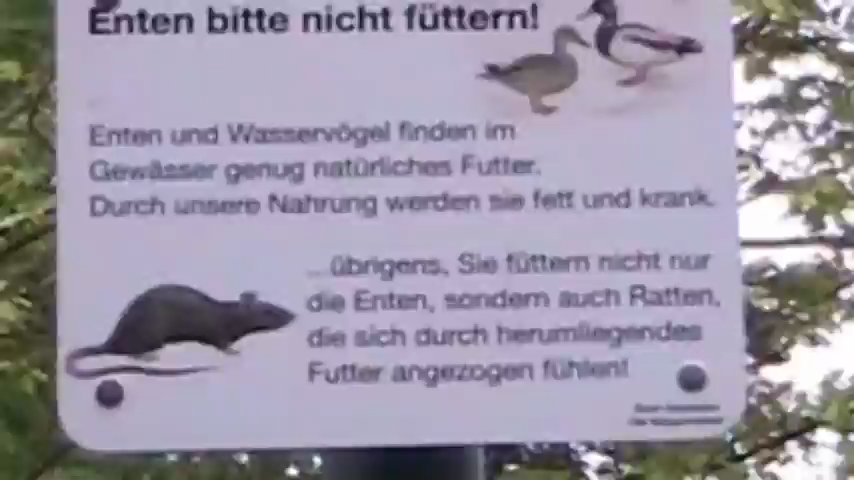 Enten bitte nicht füttern!
Enten und Wasservögel finden im
Gewässer genug natürliches Futter.
Durch unsere Nahrung werden sie fett und krank.
...übrigens, Sie füttern nicht nur
die Enten, sondern auch Ratten,
die sich durch herumliegendes
Futter angezogen fühlen!